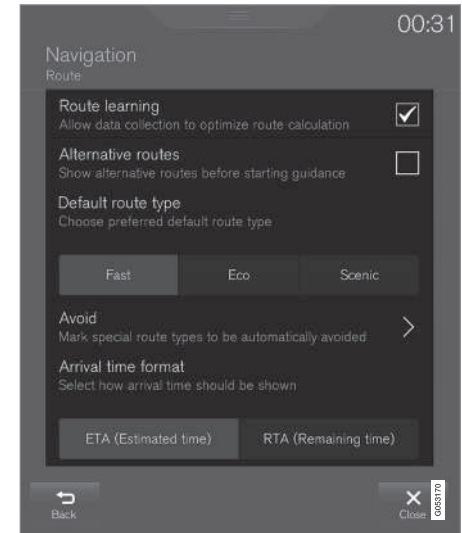 00:31
Navigation
Route
Route learning
Allow data collection to optimize route calculation
Alternative routes
Show alternative routes before starting guidance
Default route type
Choose preferred default route type
Fast Eco Scenic
Avoid
Mark special route types to be automatically avoided
Arrival time format
Select how arrival time should be shown
ETA (Estimated time) RTA (Remaining time)
Back Close
G053170